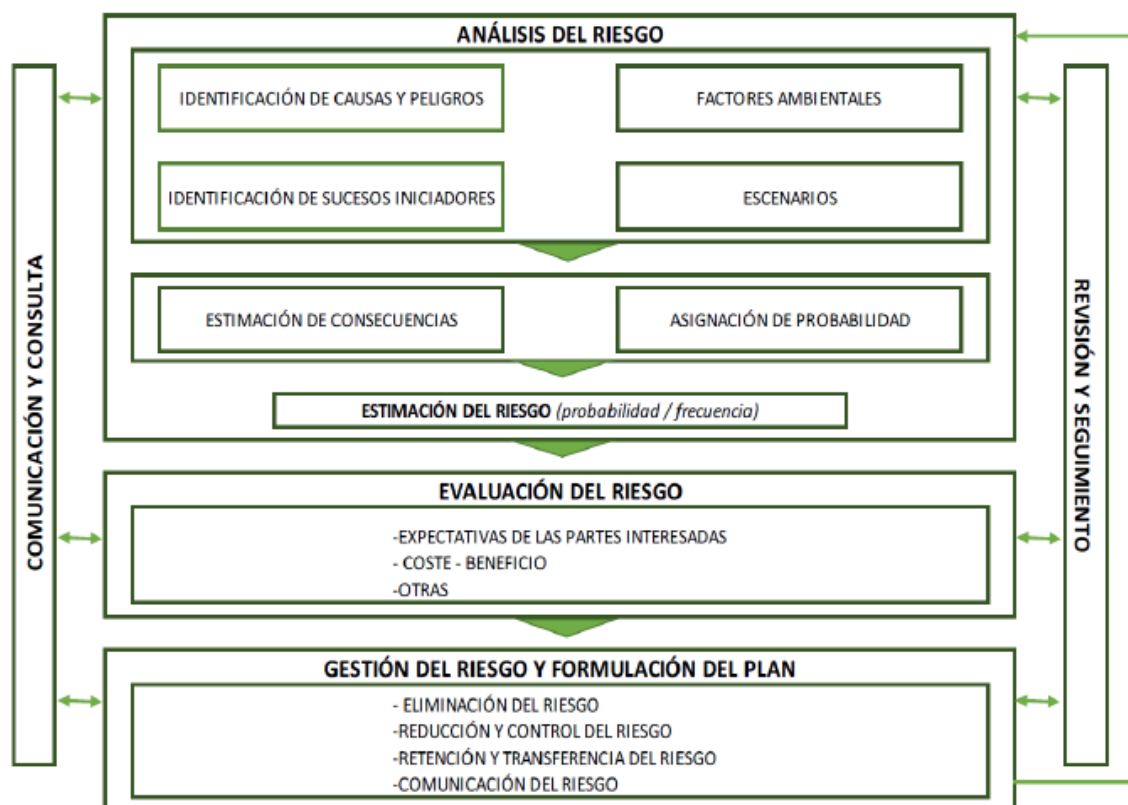 ANÁLISIS DEL RIESGO
IDENTIFICACIÓN DE CAUSAS Y PELIGROS
FACTORES AMBIENTALES
IDENTIFICACIÓN DE SUCESOS INICIADORES
ESCENARIOS
ESTIMACIÓN DE CONSECUENCIAS
ASIGNACIÓN DE PROBABILIDAD
ESTIMACIÓN DEL RIESGO (probabilidad / frecuencia)
EVALUACIÓN DEL RIESGO
-EXPECTATIVAS DE LAS PARTES INTERESADAS
- COSTE - BENEFICIO
-OTRAS
GESTIÓN DEL RIESGO Y FORMULACIÓN DEL PLAN
- ELIMINACIÓN DEL RIESGO
-REDUCCIÓN Y CONTROL DEL RIESGO
-RETENCIÓN Y TRANSFERENCIA DEL RIESGO
-COMUNICACIÓN DEL RIESGO
COMUNICACIÓN Y CONSULTA
REVISIÓN Y SEGUIMIENTO